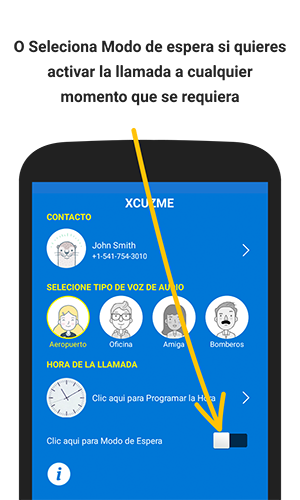 O Seleciona Modo de espera si quieres
activar la llamada a cualquier
momento que se requiera
XCUZME
CONTACTO
John Smith
+1-541-754-3010
SELECIONE TIPO DE VOZ DE AUDIO
Aeropuerto Oficina Amiga Bomberos
HORA DE LA LLAMADA
Clic aqui para Programar la Hora
Clic aqui para Modo de Espera
i